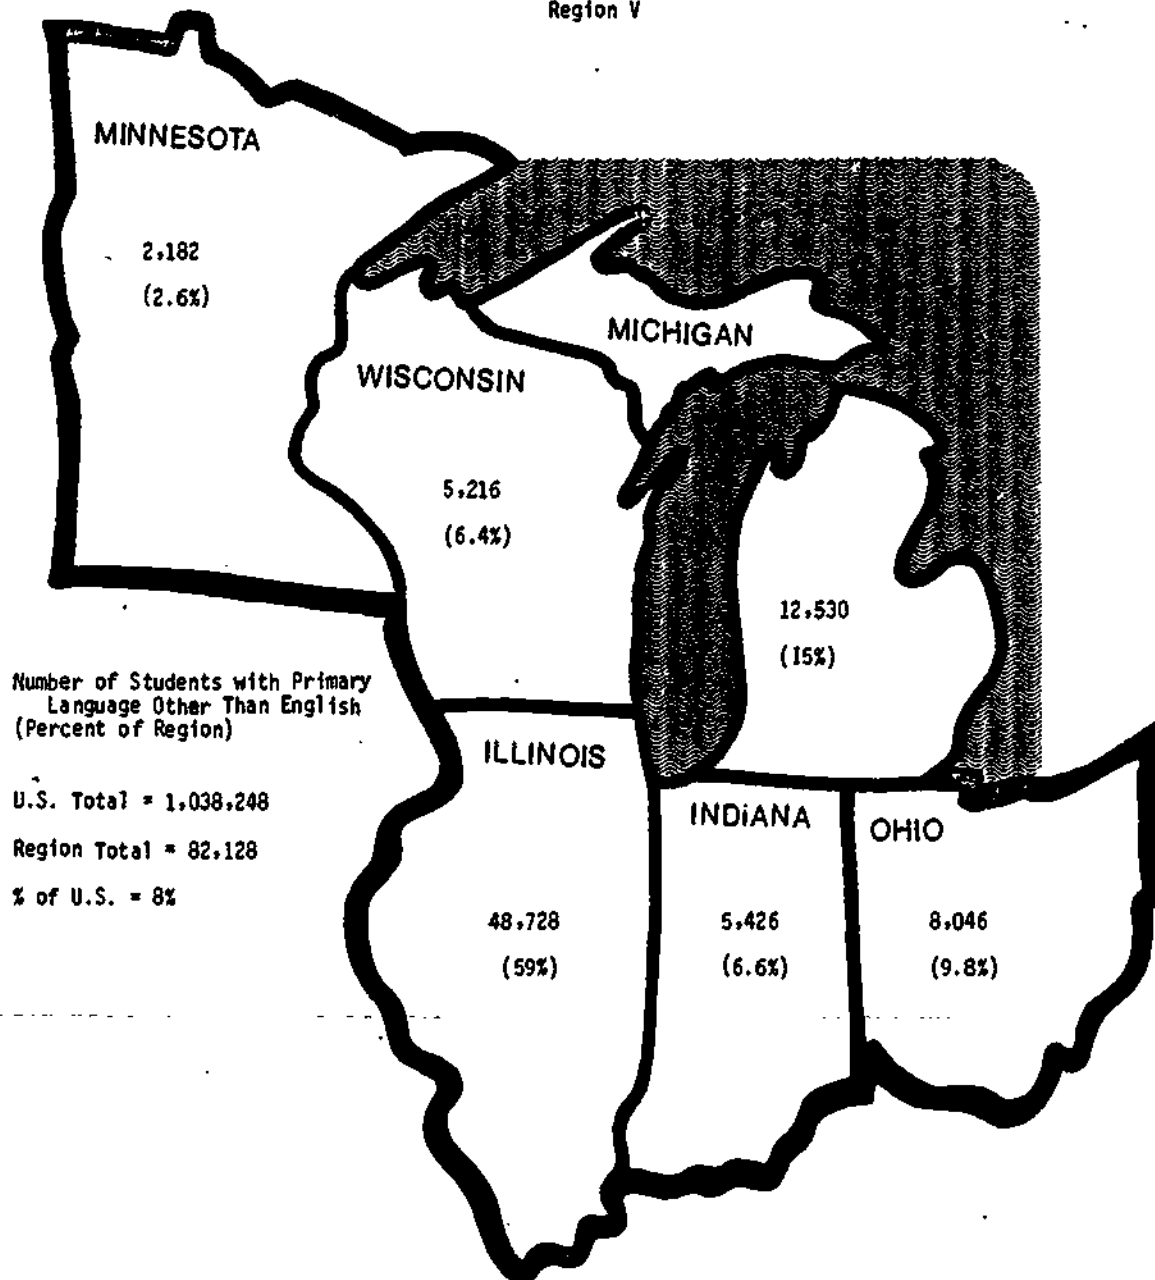 Region V
MINNESOTA
2,182
(2.6%)
MICHIGAN
WISCONSIN
5,216
(6.4%)
12,530
(15%)
Number of Students with Primary
Language Other Than English
(Percent of Region)
U.S. Total = 1,038,248
Region Total = 82,128
% of U.S. = 8%
ILLINOIS
48,728
(59%)
INDiANA
5,426
(6.6%)
OHIO
8,046
(9.8%)